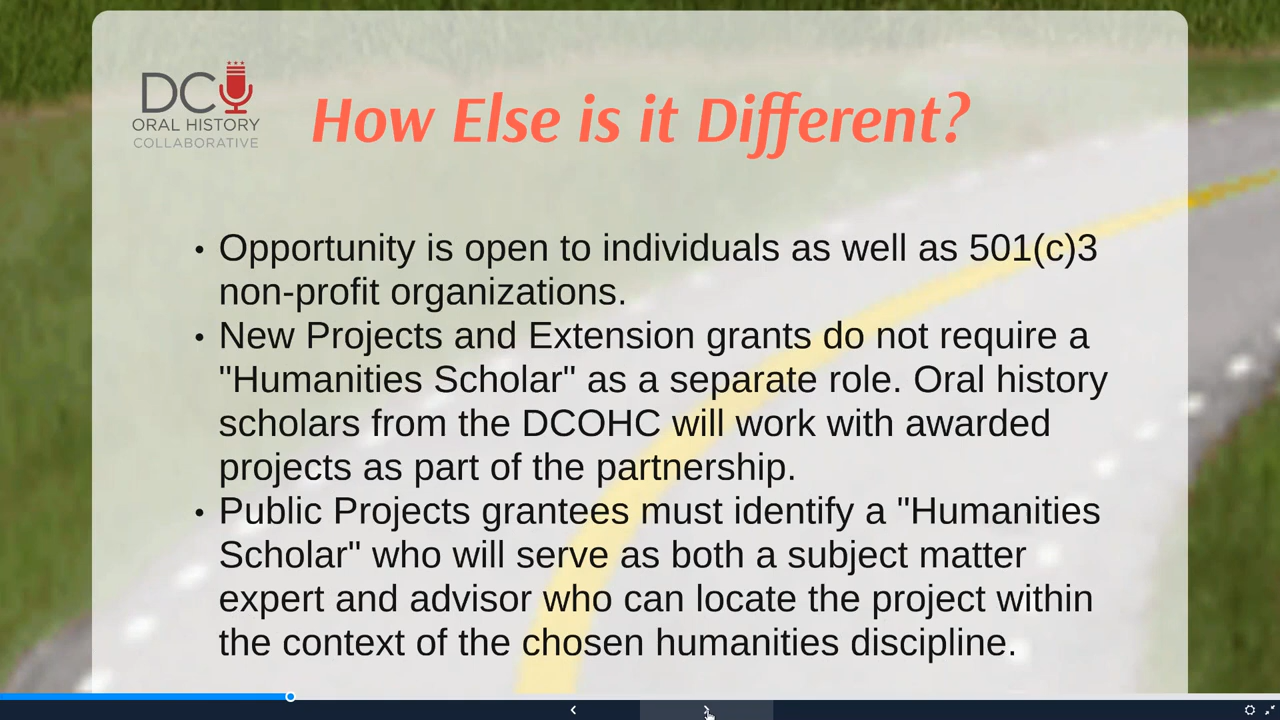 DC
ORAL HISTORY
COLLABORATIVE
How Else is it Different?
• Opportunity is open to individuals as well as 501(c)3
non-profit organizations.
• New Projects and Extension grants do not require a
"Humanities Scholar" as a separate role. Oral history
scholars from the DCOHC will work with awarded
projects as part of the partnership.
• Public Projects grantees must identify a "Humanities
Scholar" who will serve as both a subject matter
expert and advisor who can locate the project within
the context of the chosen humanities discipline.